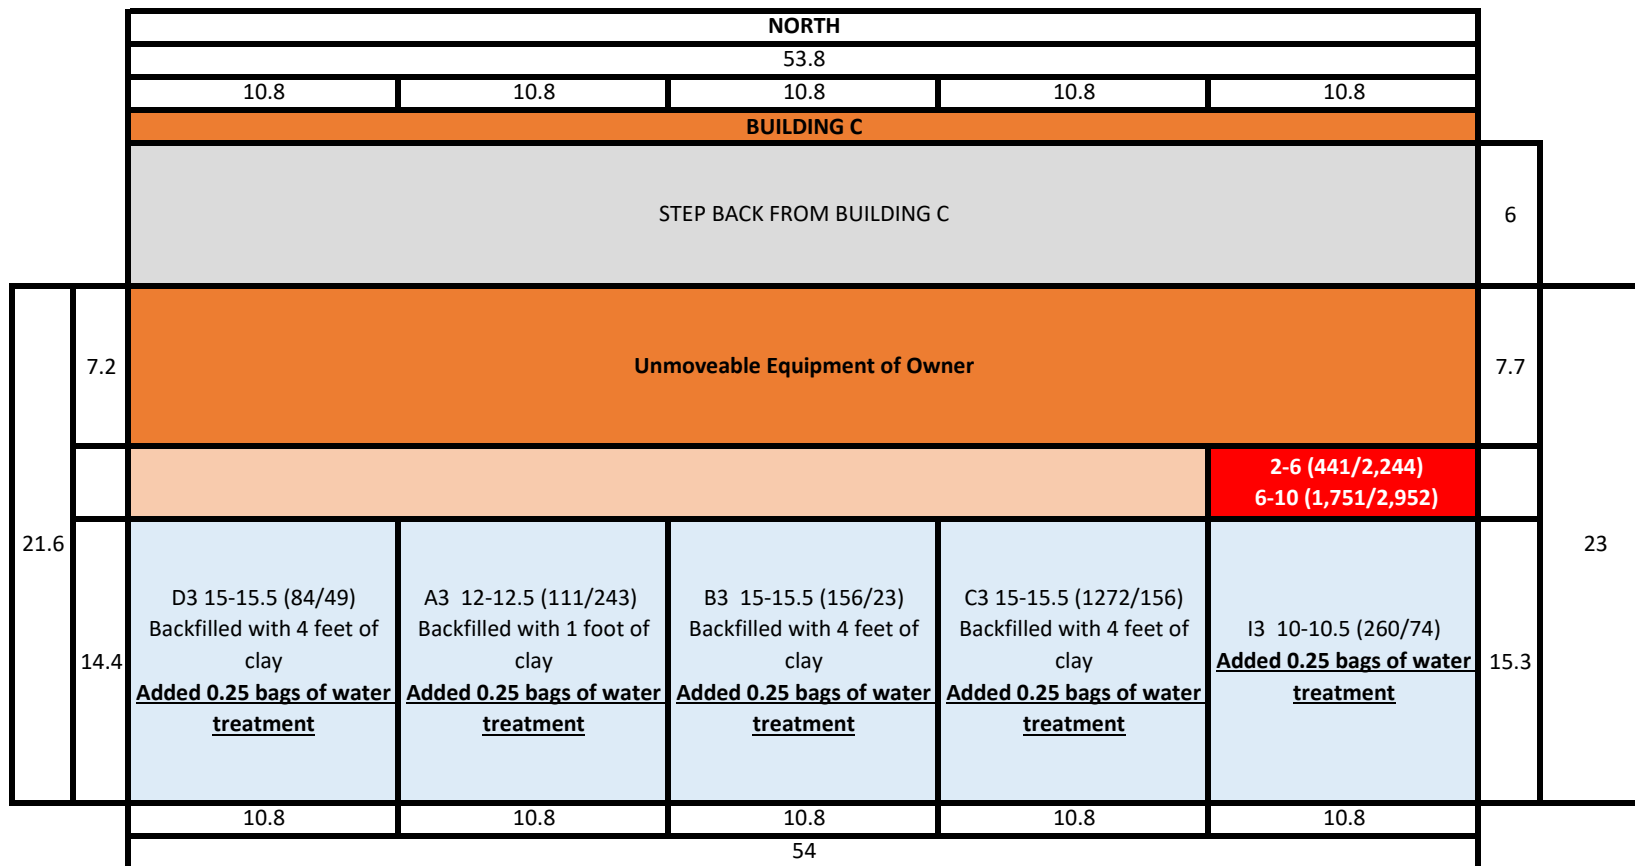 NORTH
53.8
10.8 10.8 10.8 10.8 10.8
BUILDING C
STEP BACK FROM BUILDING C
6
7.2
Unmoveable Equipment of Owner
7.7
2-6 (441/2,244)
6-10 (1,751/2,952)
21.6
14.4
D3 15-15.5 (84/49)
Backfilled with 4 feet of
clay
Added 0.25 bags of water
treatment
A3 12-12.5 (111/243)
Backfilled with 1 foot of
clay
Added 0.25 bags of water
treatment
B3 15-15.5 (156/23)
Backfilled with 4 feet of
clay
Added 0.25 bags of water
treatment
C3 15-15.5 (1272/156)
Backfilled with 4 feet of
clay
Added 0.25 bags of water
treatment
I3 10-10.5 (260/74)
Added 0.25 bags of water
treatment
15.3
23
10.8 10.8 10.8 10.8 10.8
54